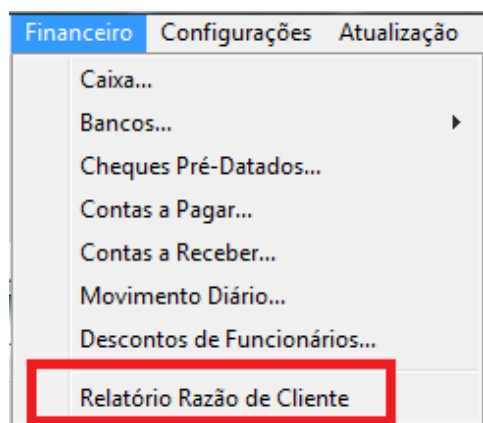 Financeiro Configurações Atualização
Caixa...
Bancos...
Cheques Pré-Datados...
Contas a Pagar...
Contas a Receber...
Movimento Diário...
Descontos de Funcionários...
Relatório Razão de Cliente